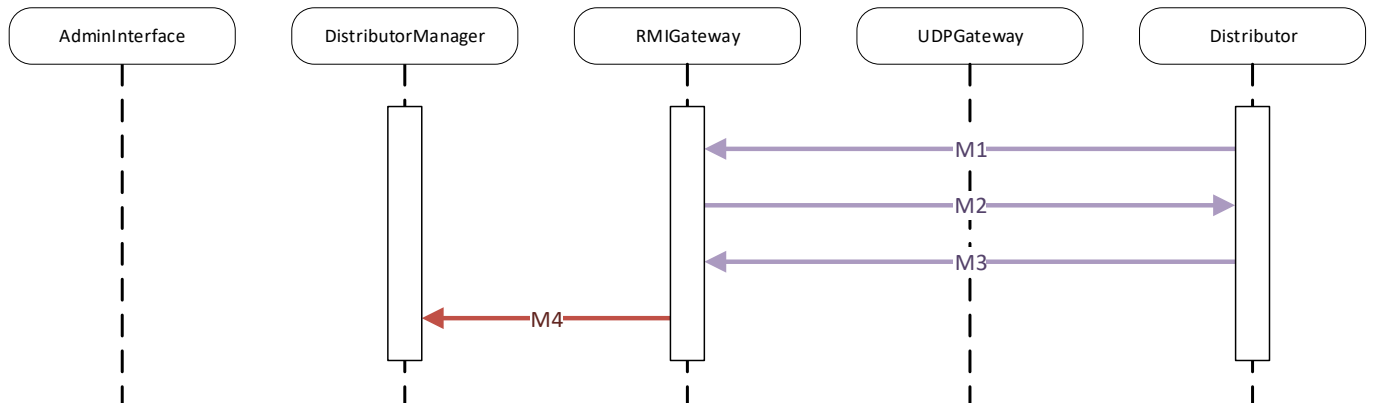 AdminInterface
DistributorManager
RMIGateway
UDPGateway
Distributor
M1
M2
M3
M4